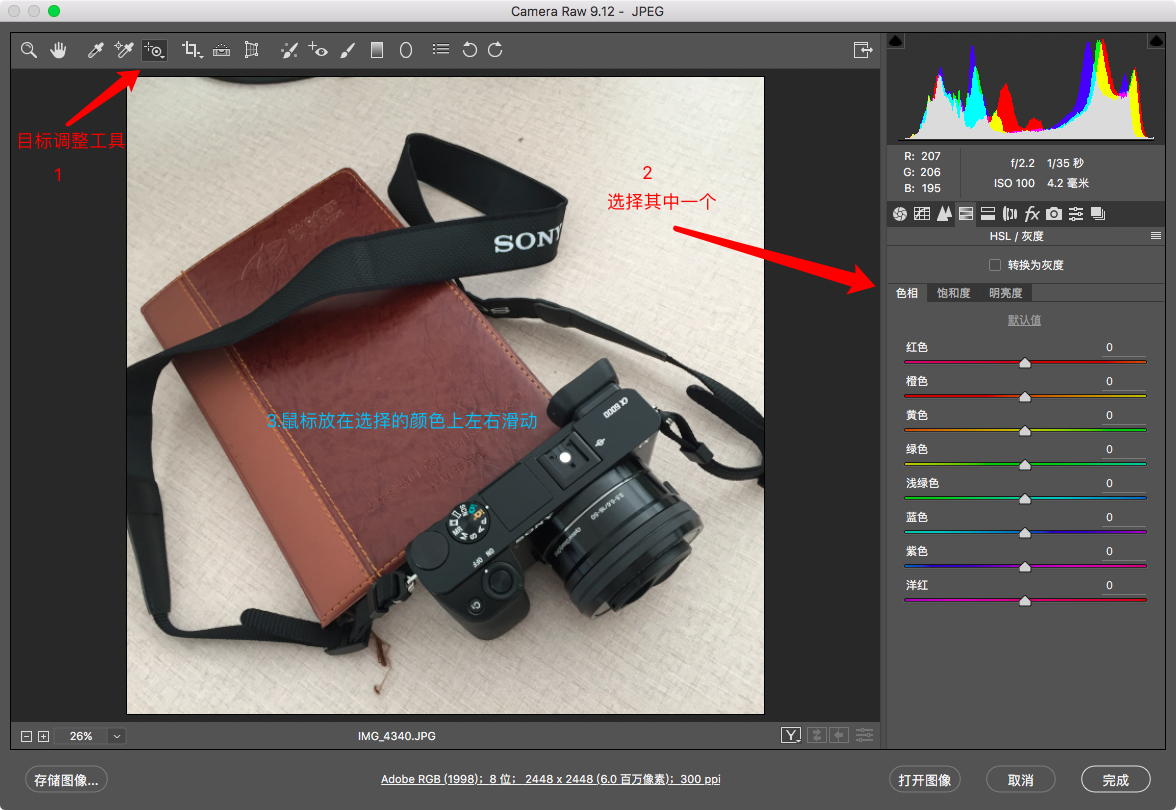 Camera Raw 9.12 - JPEG
目标调整工具
1
2
选择其中一个
SONY
3.鼠标放在选择的颜色上左右滑动
α6000
R: 207
G: 206
B: 195
f/2.2 1/35 秒
ISO 100 4.2 毫米
HSL / 灰度
转换为灰度
色相 饱和度 明亮度
默认值
红色 0
橙色 0
黄色 0
绿色 0
浅绿色 0
蓝色 0
紫色 0
洋红 0
ON
OFF
C1
26%
IMG_4340.JPG
Y
存储图像...
Adobe RGB (1998); 8 位; 2448 x 2448 (6.0 百万像素); 300 ppi
打开图像
取消
完成